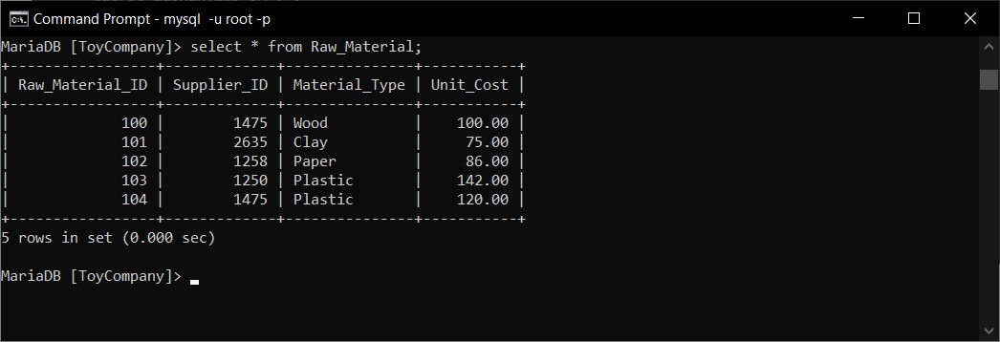 Command Prompt - mysql  -u root -p
MariaDB [ToyCompany]> select * from Raw_Material;
+-----------------+-------------+---------------+-----------+
| Raw_Material_ID | Supplier_ID | Material_Type | Unit_Cost |
+-----------------+-------------+---------------+-----------+
|             100 |        1475 | Wood          |    100.00 |
|             101 |        2635 | Clay          |     75.00 |
|             102 |        1258 | Paper         |     86.00 |
|             103 |        1250 | Plastic       |    142.00 |
|             104 |        1475 | Plastic       |    120.00 |
+-----------------+-------------+---------------+-----------+
5 rows in set (0.000 sec)
MariaDB [ToyCompany]>